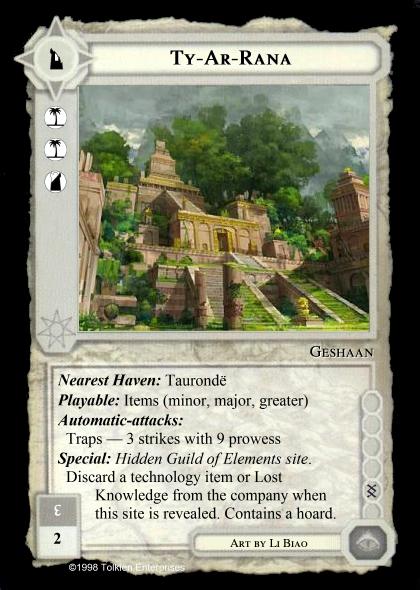 Ty-Ar-Rana
Geshaan
Nearest Haven: Taurondë
Playable: Items (minor, major, greater)
Automatic-attacks:
Traps — 3 strikes with 9 prowess
Special: Hidden Guild of Elements site.
Discard a technology item or Lost
Knowledge from the company when
this site is revealed. Contains a hoard.
ε
2
Art by Li Biao
©1998 Tolkien Enterprises